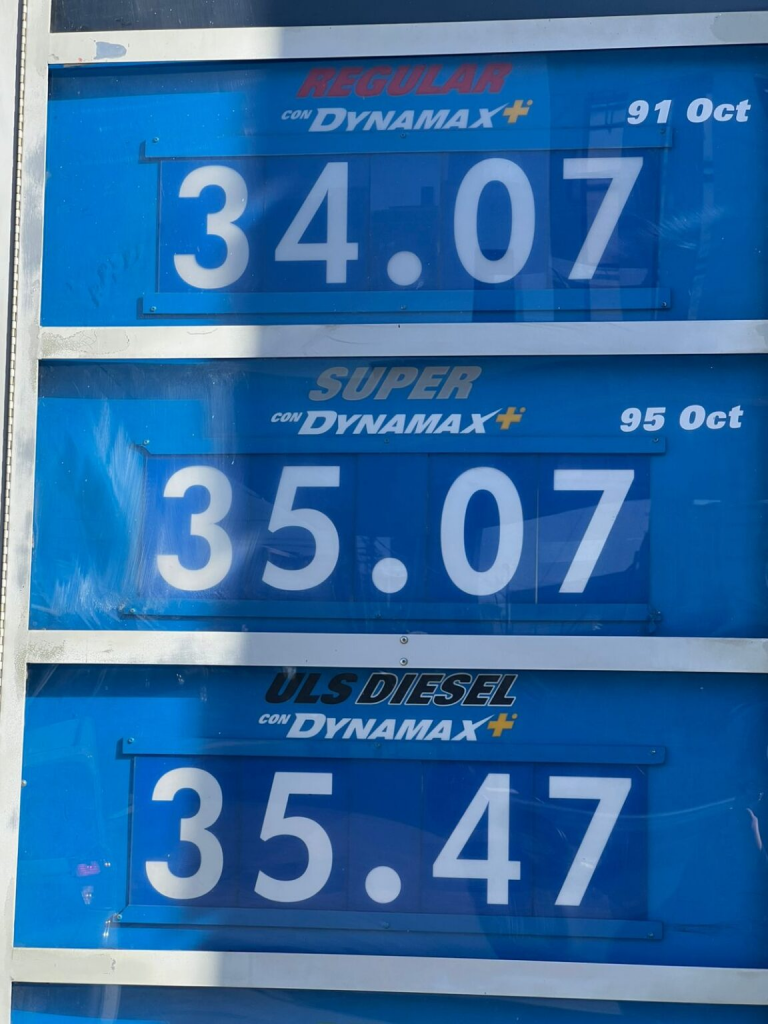 REGULAR
CON DYNAMAX+
91 Oct
34.07
SUPER
CON DYNAMAX+
95 Oct
35.07
ULS DIESEL
CON DYNAMAX+
35.47